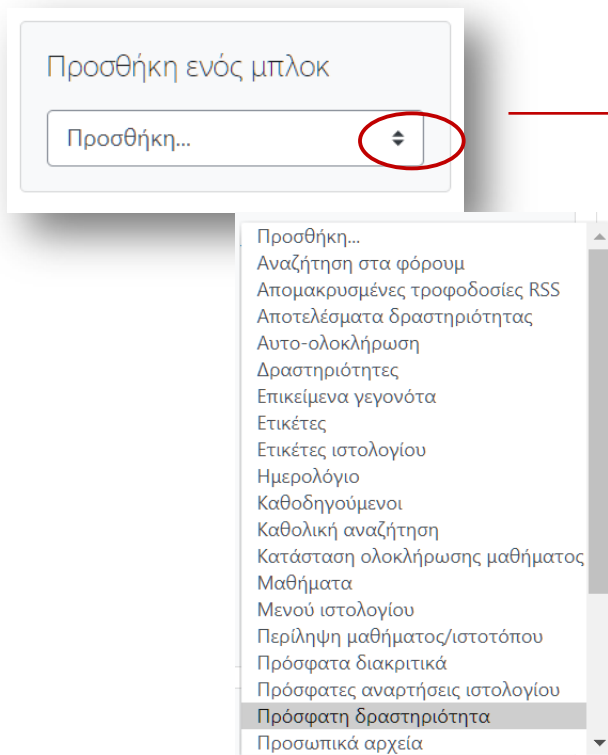 Προσθήκη ενός μπλοκ
Προσθήκη...
Προσθήκη...
Αναζήτηση στα φόρουμ
Απομακρυσμένες τροφοδοσίες RSS
Αποτελέσματα δραστηριότητας
Αυτο-ολοκλήρωση
Δραστηριότητες
Επικείμενα γεγονότα
Ετικέτες
Ετικέτες ιστολογίου
Ημερολόγιο
Καθοδηγούμενοι
Καθολική αναζήτηση
Κατάσταση ολοκλήρωσης μαθήματος
Μαθήματα
Μενού ιστολογίου
Περίληψη μαθήματος/ιστοτόπου
Πρόσφατα διακριτικά
Πρόσφατες αναρτήσεις ιστολογίου
Πρόσφατη δραστηριότητα
Προσωπικά αρχεία